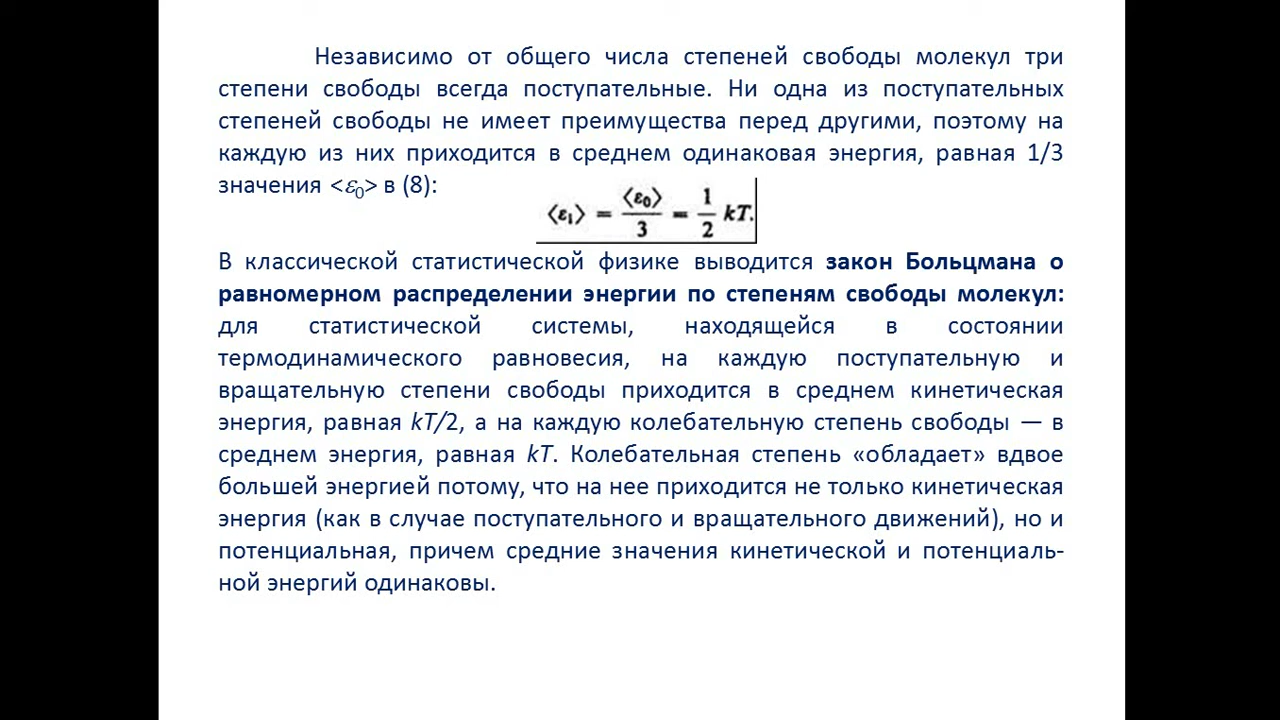 Независимо от общего числа степеней свободы молекул три
степени свободы всегда поступательные. Ни одна из поступательных
степеней свободы не имеет преимущества перед другими, поэтому на
каждую из них приходится в среднем одинаковая энергия, равная 1/3
значения <ε₀> в (8):
⟨ε₁⟩ = ⟨ε₀⟩/3 = 1/2 kT.
В классической статистической физике выводится закон Больцмана о
равномерном распределении энергии по степеням свободы молекул:
для статистической системы, находящейся в состоянии
термодинамического равновесия, на каждую поступательную и
вращательную степени свободы приходится в среднем кинетическая
энергия, равная kT/2, а на каждую колебательную степень свободы — в
среднем энергия, равная kT. Колебательная степень «обладает» вдвое
большей энергией потому, что на нее приходится не только кинетическая
энергия (как в случае поступательного и вращательного движений), но и
потенциальная, причем средние значения кинетической и потенциаль-
ной энергий одинаковы.